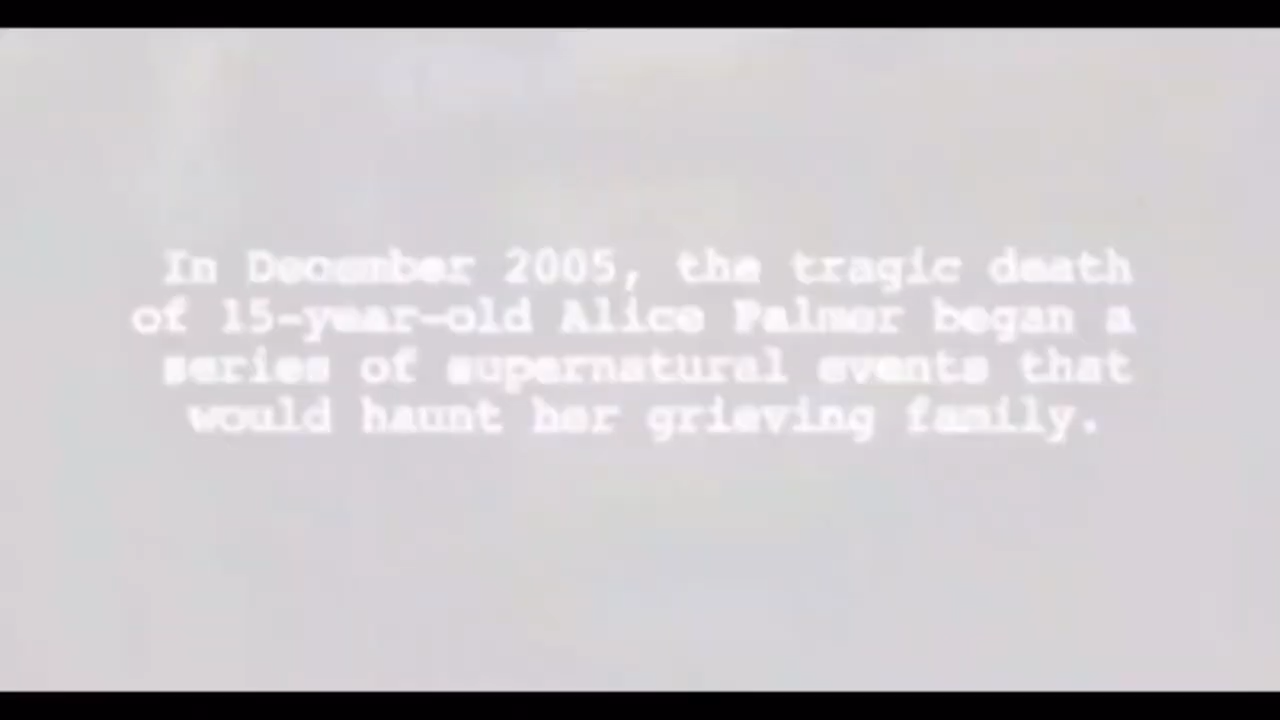 In December 2005, the tragic death
of 15-year-old Alice Palmer began a
series of supernatural events that
would haunt her grieving family.